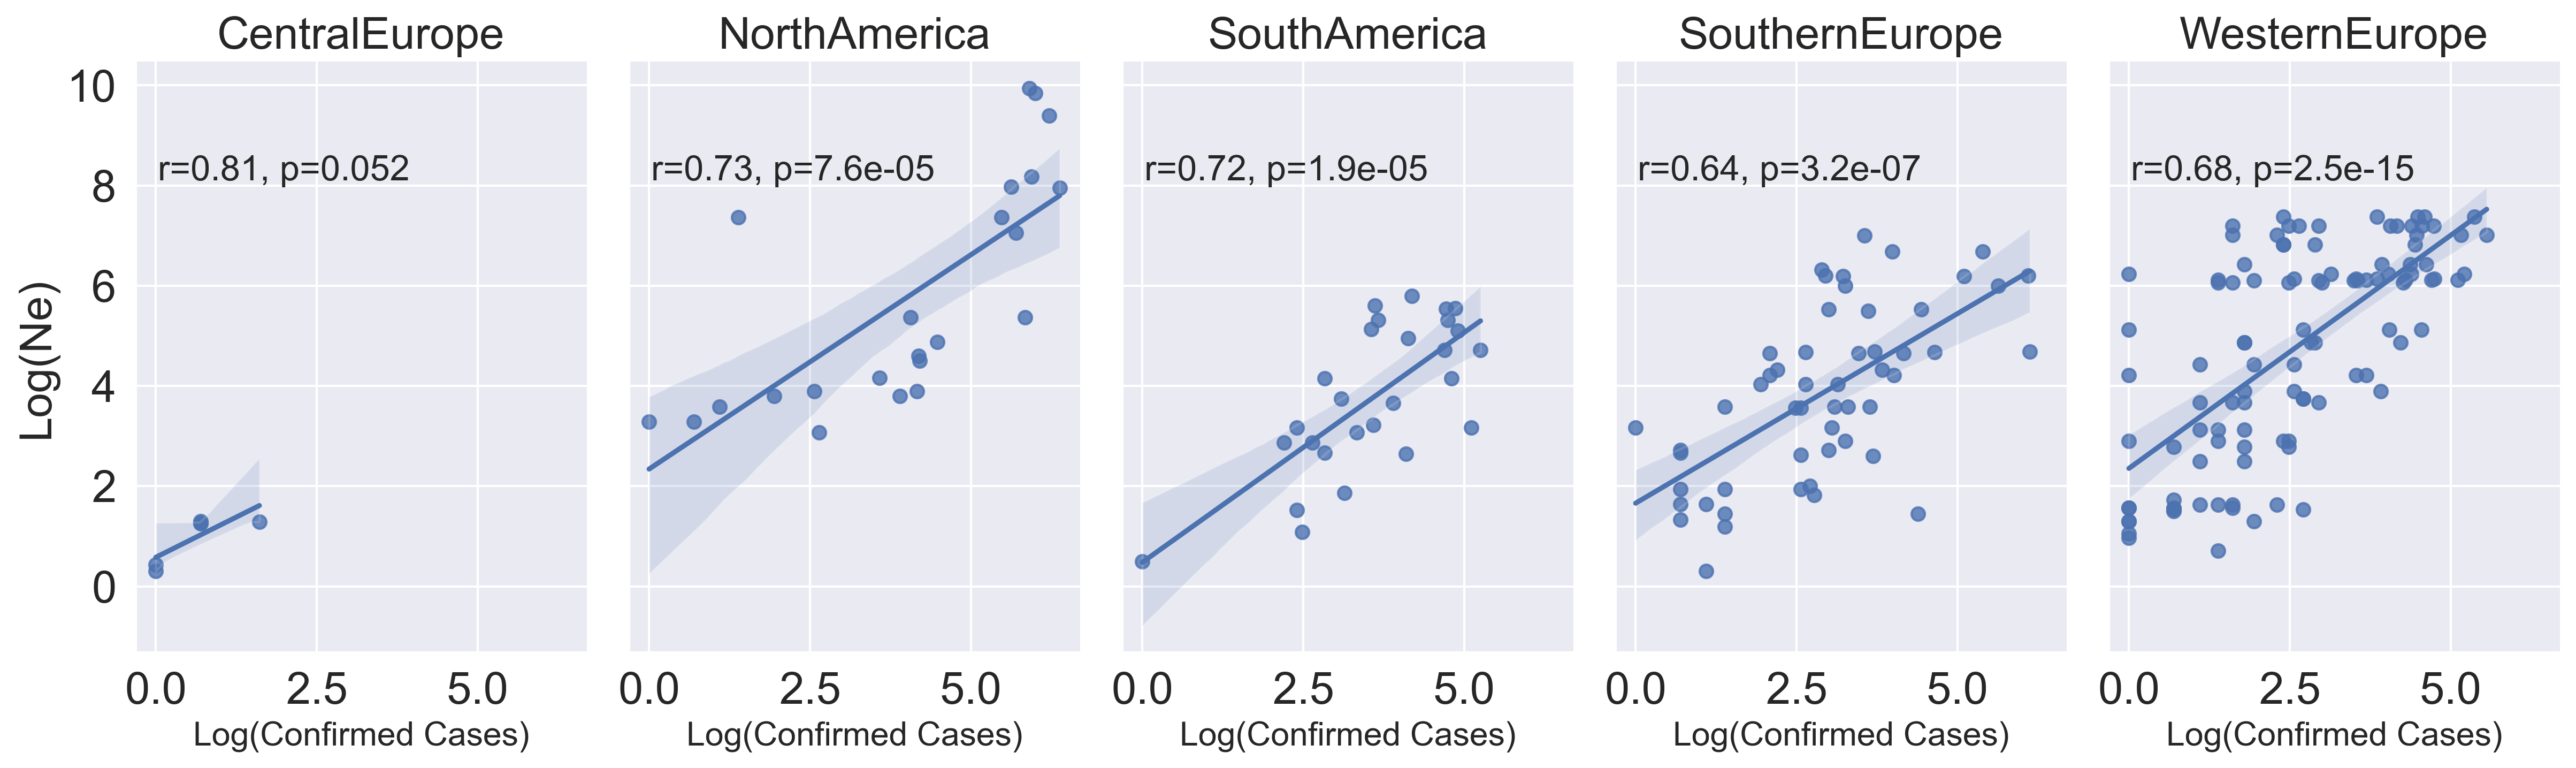 CentralEurope NorthAmerica SouthAmerica SouthernEurope WesternEurope
10
r=0.81, p=0.052 r=0.73, p=7.6e-05 r=0.72, p=1.9e-05 r=0.64, p=3.2e-07 r=0.68, p=2.5e-15
8
6
Log(Ne)
4
2
0
0.0 2.5 5.0 0.0 2.5 5.0 0.0 2.5 5.0 0.0 2.5 5.0 0.0 2.5 5.0
Log(Confirmed Cases) Log(Confirmed Cases) Log(Confirmed Cases) Log(Confirmed Cases) Log(Confirmed Cases)